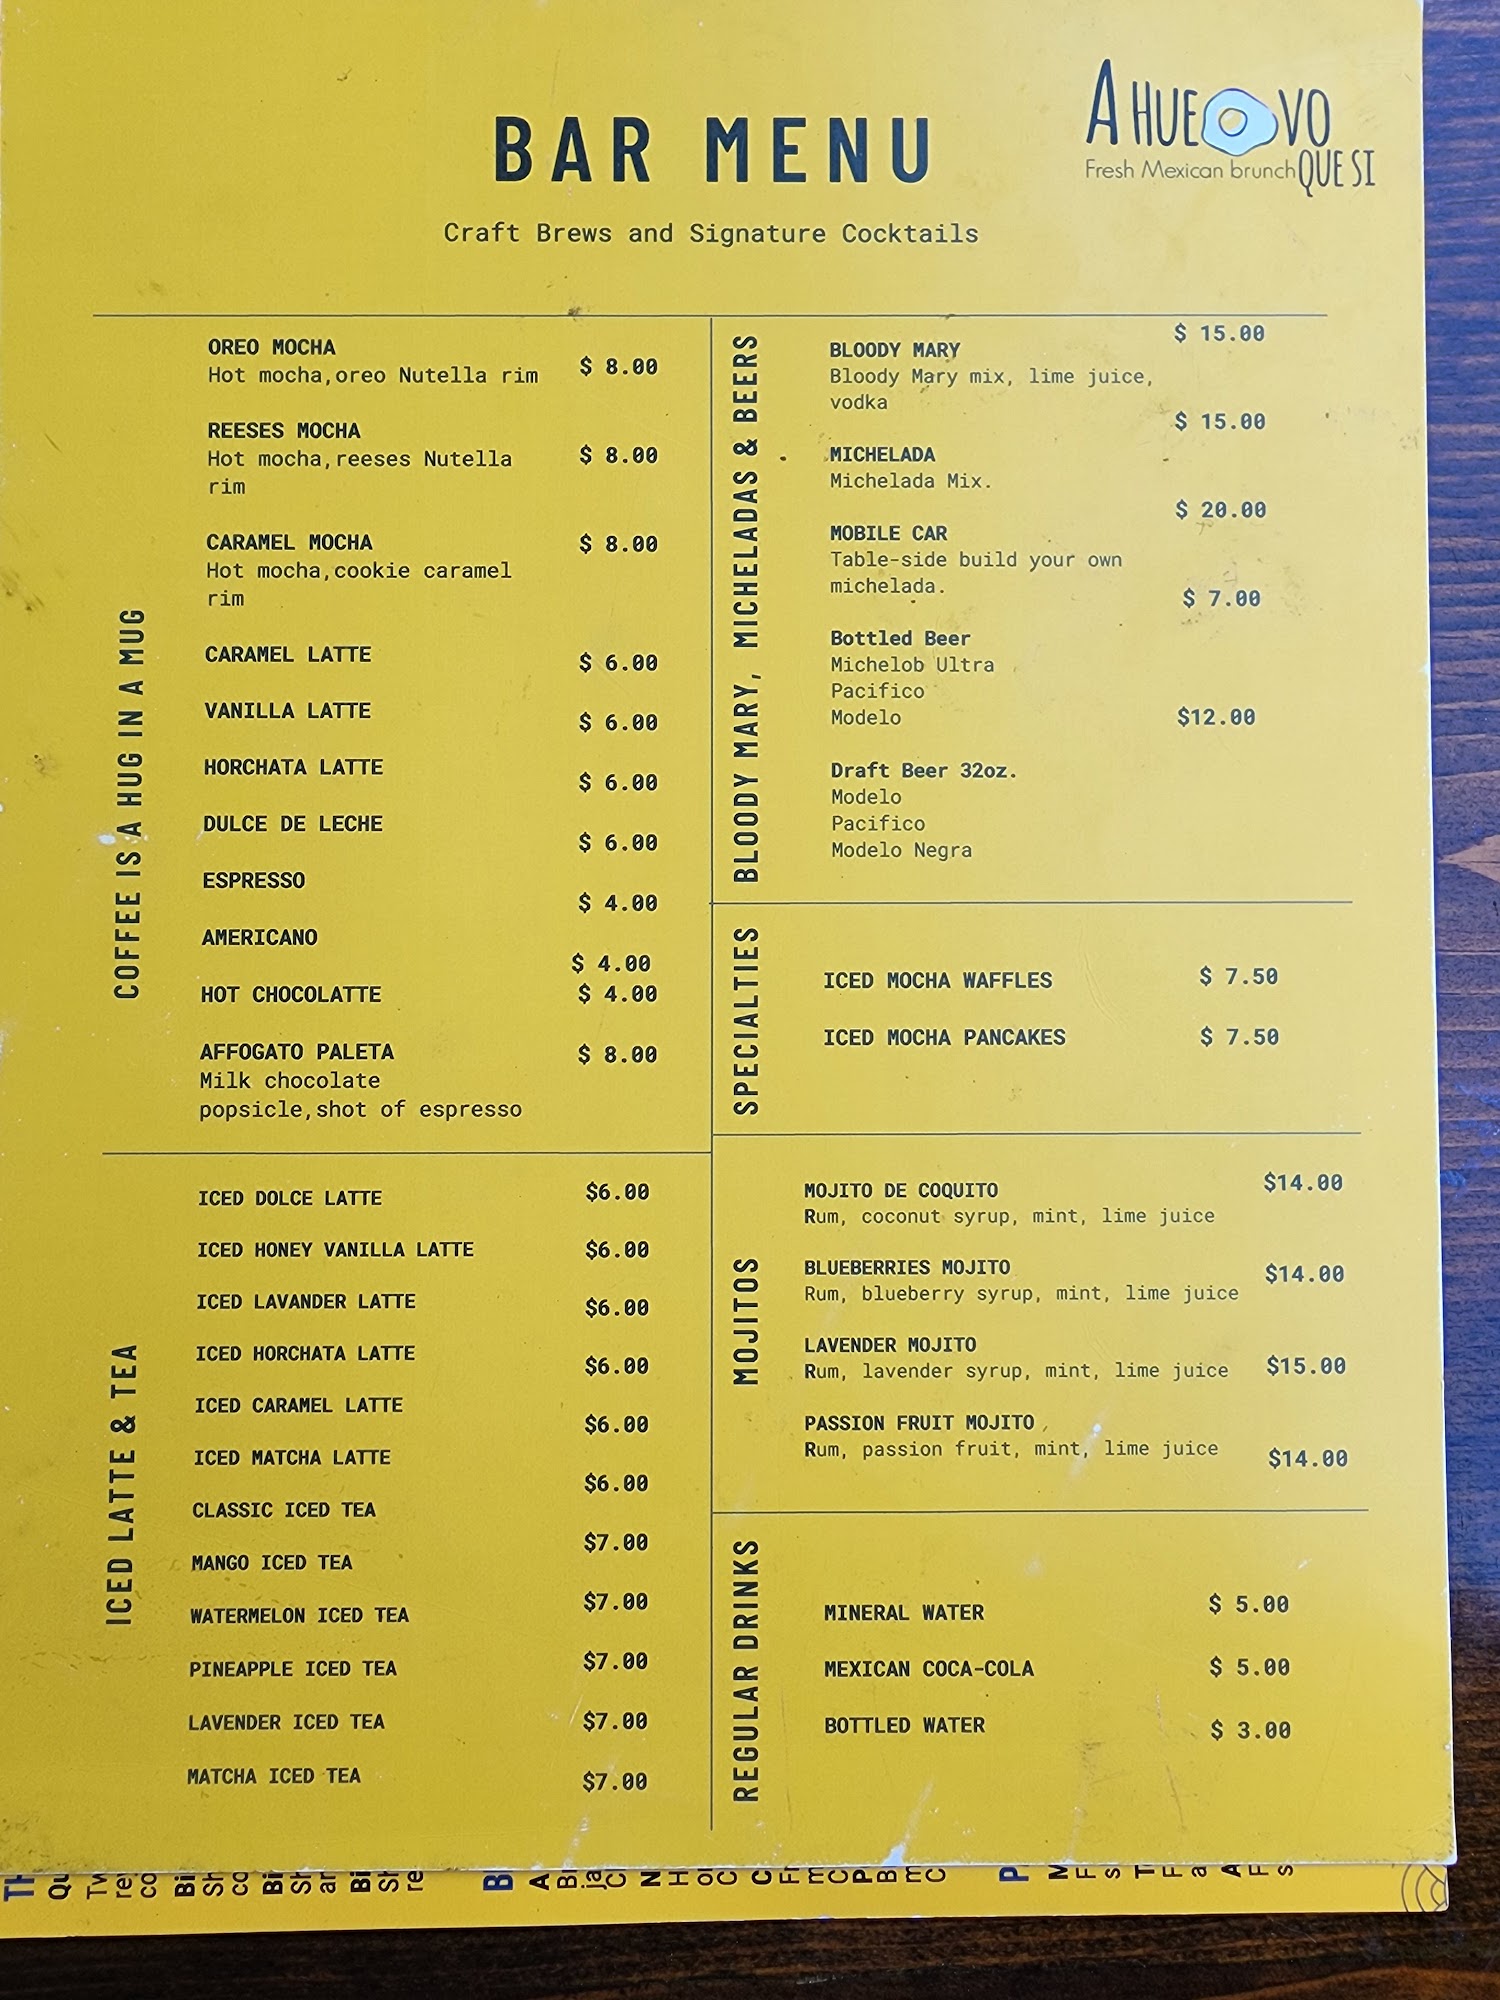 A HUEVO
QUE SI
Fresh Mexican brunch
BAR MENU
Craft Brews and Signature Cocktails
COFFEE IS A HUG IN A MUG
OREO MOCHA $ 8.00
Hot mocha,oreo Nutella rim
REESES MOCHA $ 8.00
Hot mocha,reeses Nutella
rim
CARAMEL MOCHA $ 8.00
Hot mocha,cookie caramel
rim
CARAMEL LATTE $ 6.00
VANILLA LATTE $ 6.00
HORCHATA LATTE $ 6.00
DULCE DE LECHE $ 6.00
ESPRESSO $ 4.00
AMERICANO $ 4.00
HOT CHOCOLATTE $ 4.00
AFFOGATO PALETA $ 8.00
Milk chocolate
popsicle,shot of espresso
ICED LATTE & TEA
ICED DOLCE LATTE $6.00
ICED HONEY VANILLA LATTE $6.00
ICED LAVANDER LATTE $6.00
ICED HORCHATA LATTE $6.00
ICED CARAMEL LATTE $6.00
ICED MATCHA LATTE $6.00
CLASSIC ICED TEA $7.00
MANGO ICED TEA $7.00
WATERMELON ICED TEA $7.00
PINEAPPLE ICED TEA $7.00
LAVENDER ICED TEA $7.00
MATCHA ICED TEA
BLOODY MARY, MICHELADAS & BEERS
BLOODY MARY $ 15.00
Bloody Mary mix, lime juice,
vodka
MICHELADA $ 15.00
Michelada Mix.
MOBILE CAR $ 20.00
Table-side build your own
michelada.
Bottled Beer $ 7.00
Michelob Ultra
Pacifico
Modelo
Draft Beer 32oz. $12.00
Modelo
Pacifico
Modelo Negra
SPECIALTIES
ICED MOCHA WAFFLES $ 7.50
ICED MOCHA PANCAKES $ 7.50
MOJITOS
MOJITO DE COQUITO $14.00
Rum, coconut syrup, mint, lime juice
BLUEBERRIES MOJITO $14.00
Rum, blueberry syrup, mint, lime juice
LAVENDER MOJITO $15.00
Rum, lavender syrup, mint, lime juice
PASSION FRUIT MOJITO $14.00
Rum, passion fruit, mint, lime juice
REGULAR DRINKS
MINERAL WATER $ 5.00
MEXICAN COCA-COLA $ 5.00
BOTTLED WATER $ 3.00